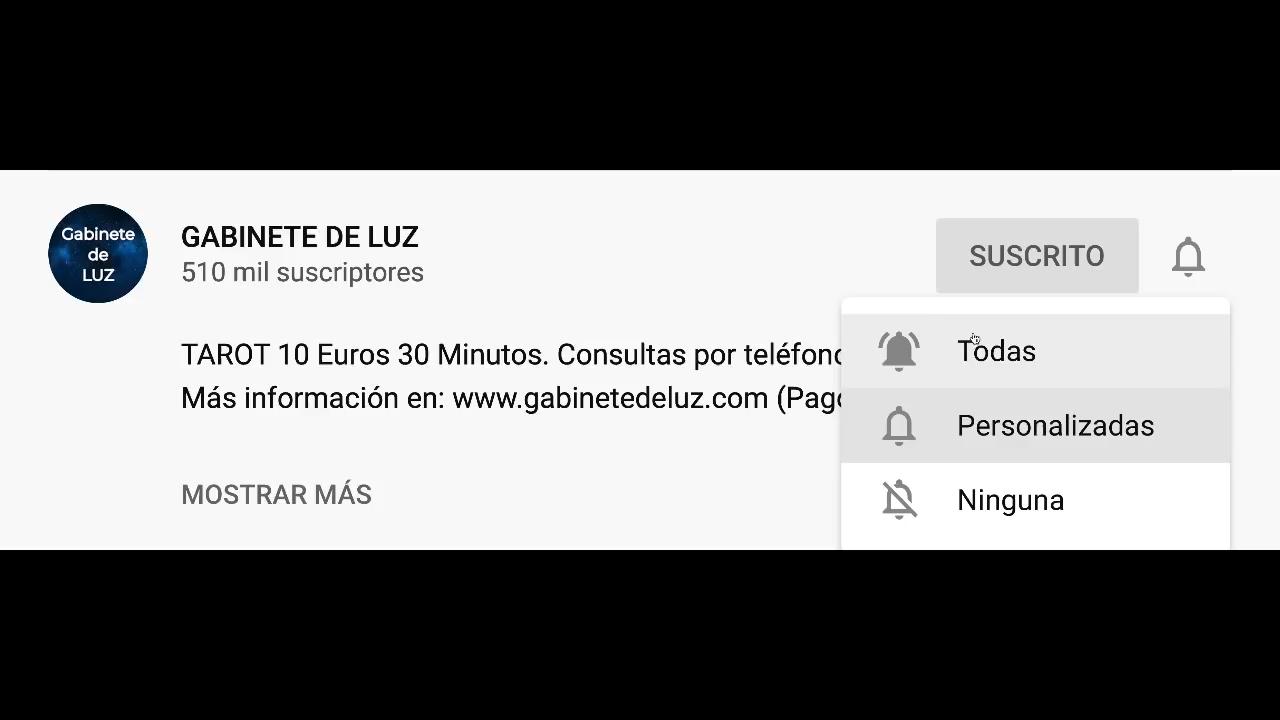 Gabinete
de
LUZ
GABINETE DE LUZ
510 mil suscriptores
SUSCRITO
TAROT 10 Euros 30 Minutos. Consultas por teléfono
Más información en: www.gabinetedeluz.com (Pago
MOSTRAR MÁS
Todas
Personalizadas
Ninguna